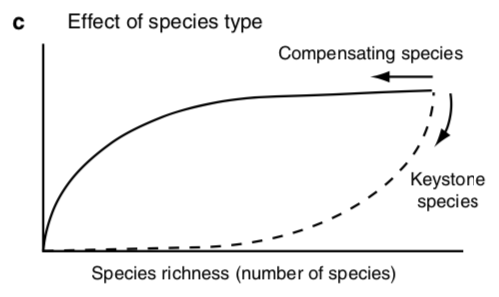 c Effect of species type
Compensating species
Keystone
species
Species richness (number of species)